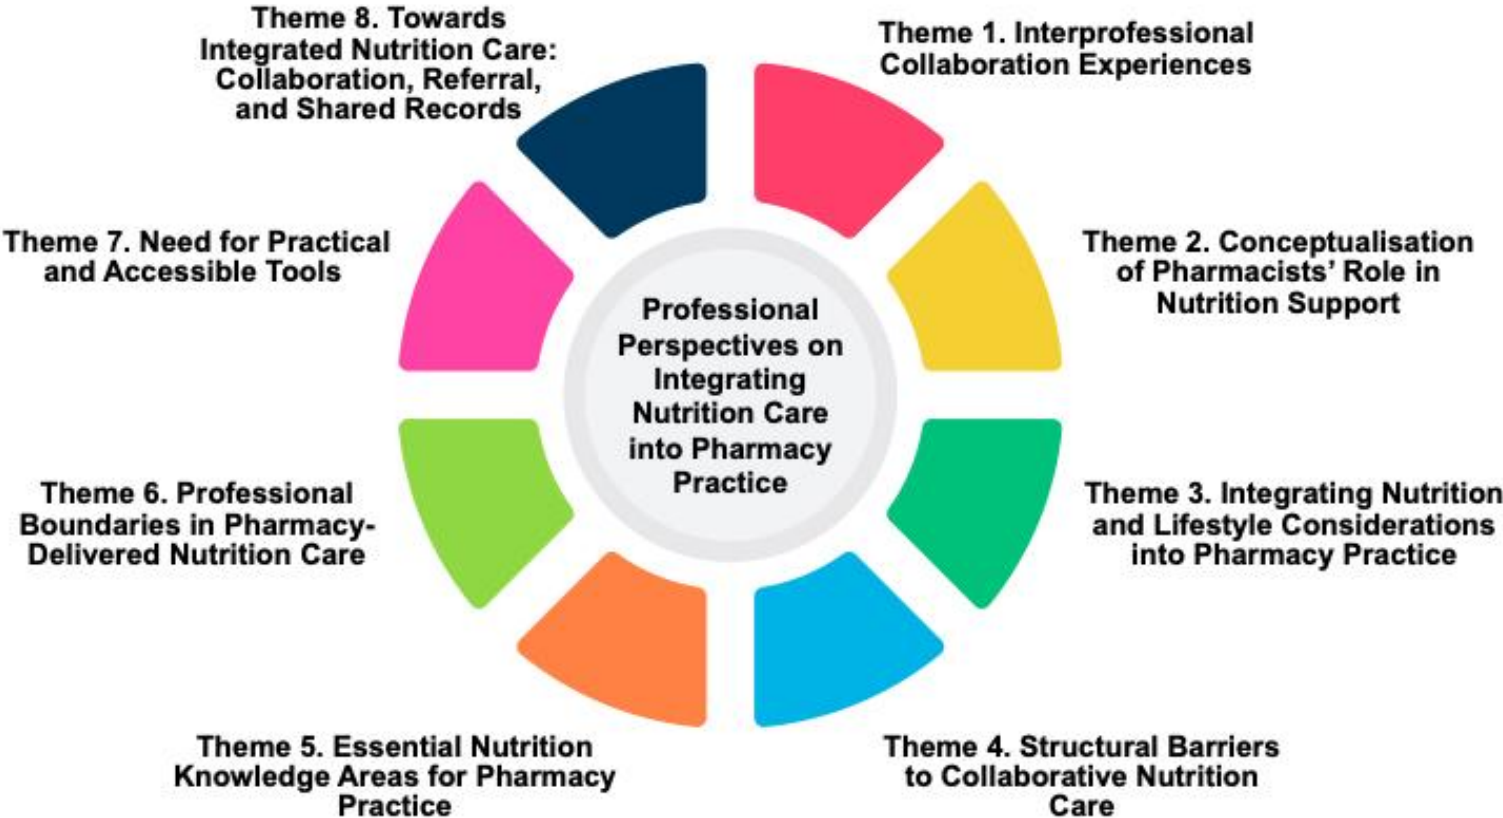 Theme 8. Towards
Integrated Nutrition Care:
Collaboration, Referral,
and Shared Records
Theme 1. Interprofessional
Collaboration Experiences
Theme 7. Need for Practical
and Accessible Tools
Theme 2. Conceptualisation
of Pharmacists’ Role in
Nutrition Support
Professional
Perspectives on
Integrating
Nutrition Care
into Pharmacy
Practice
Theme 6. Professional
Boundaries in Pharmacy-
Delivered Nutrition Care
Theme 3. Integrating Nutrition
and Lifestyle Considerations
into Pharmacy Practice
Theme 5. Essential Nutrition
Knowledge Areas for Pharmacy
Practice
Theme 4. Structural Barriers
to Collaborative Nutrition
Care